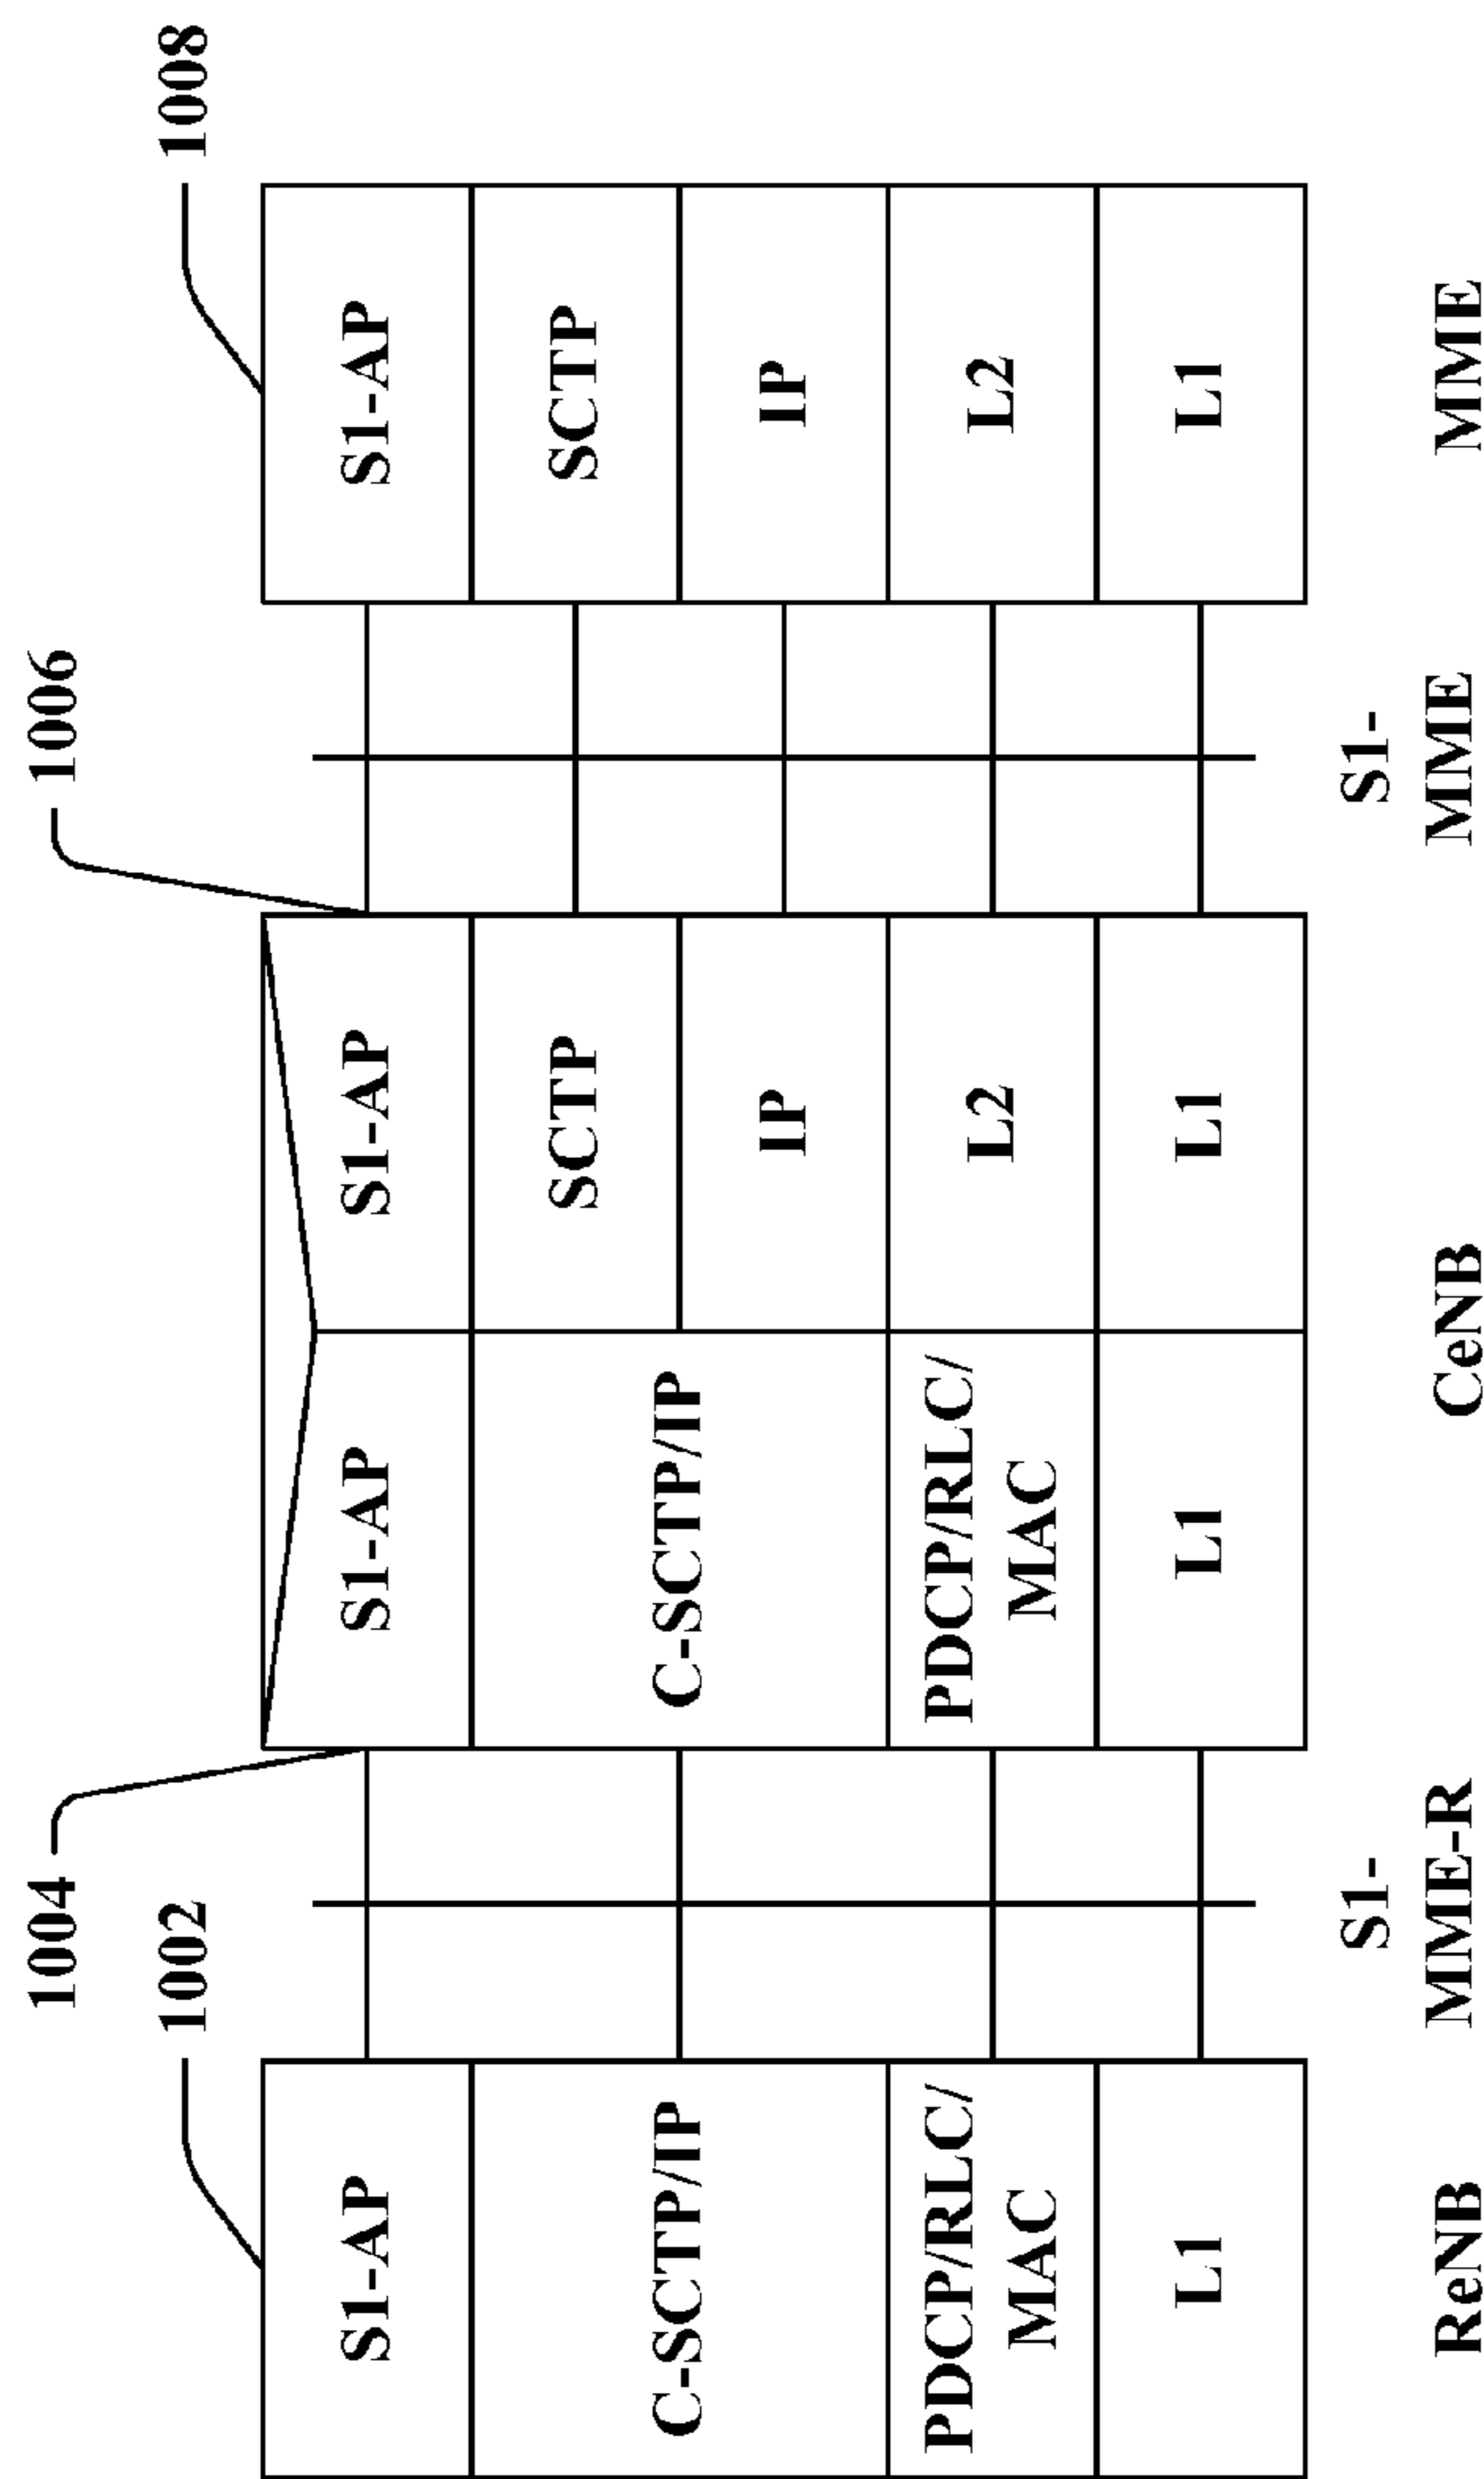 1002
1004
1006
1008
S1-AP
C-SCTP/IP
PDCP/RLC/
MAC
L1
ReNB
S1-
MME-R
S1-AP
C-SCTP/IP
PDCP/RLC/
MAC
L1
S1-AP
SCTP
IP
L2
L1
CeNB
S1-
MME
S1-AP
SCTP
IP
L2
L1
MME